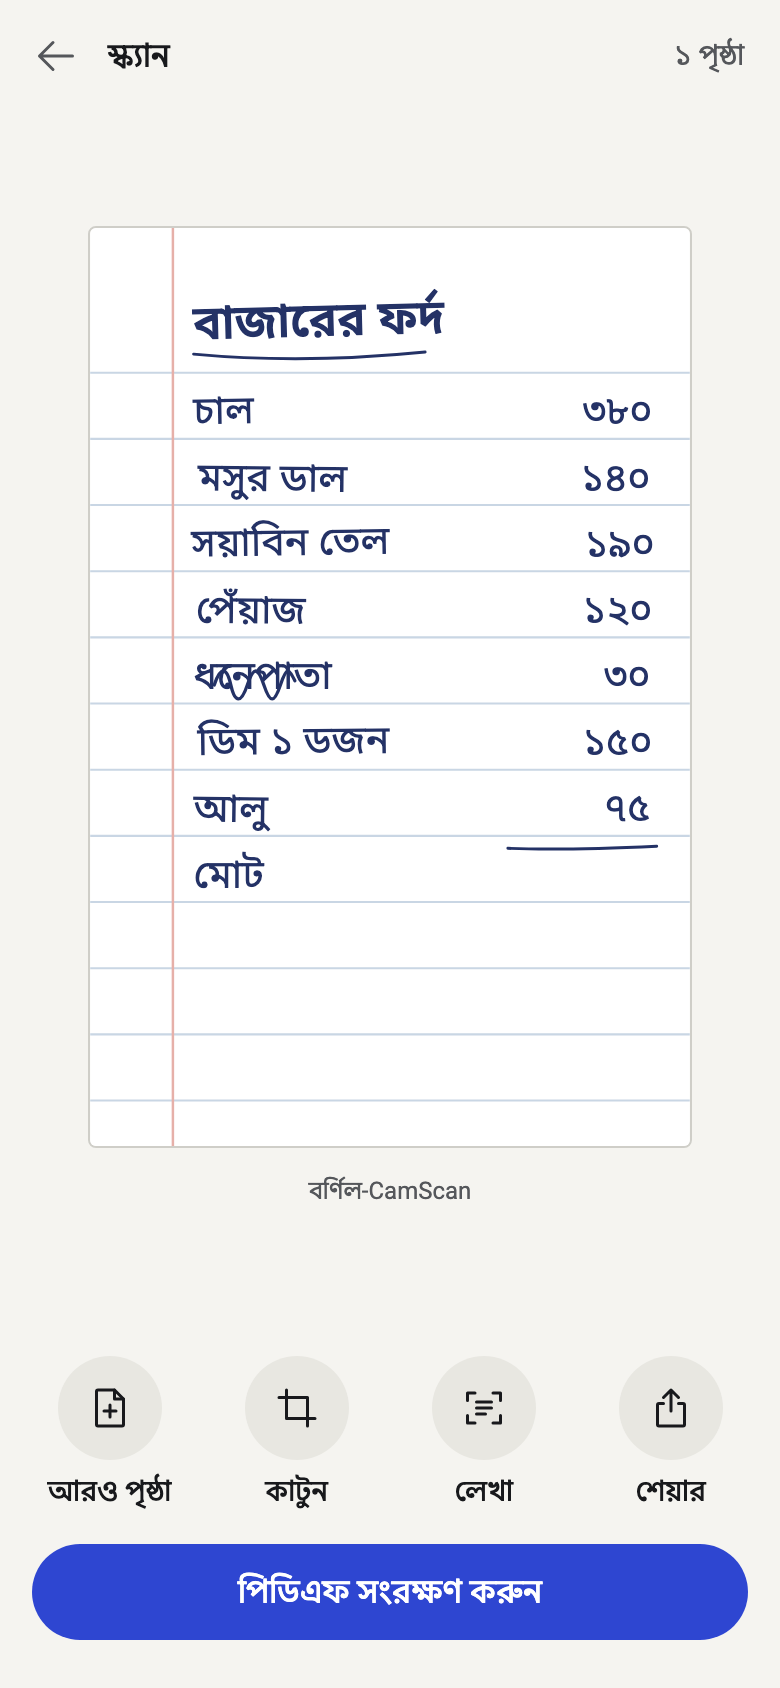 স্ক্যান
১ পৃষ্ঠা
বাজারের ফর্দ
চাল ৩৮০
মসুর ডাল ১৪০
সয়াবিন তেল ১৯০
পেঁয়াজ ১২০
ধনেপাতা ৩০
ডিম ১ ডজন ১৫০
আলু ৭৫
মোট
বর্ণিল-CamScan
আরও পৃষ্ঠা
কাটুন
লেখা
শেয়ার
পিডিএফ সংরক্ষণ করুন